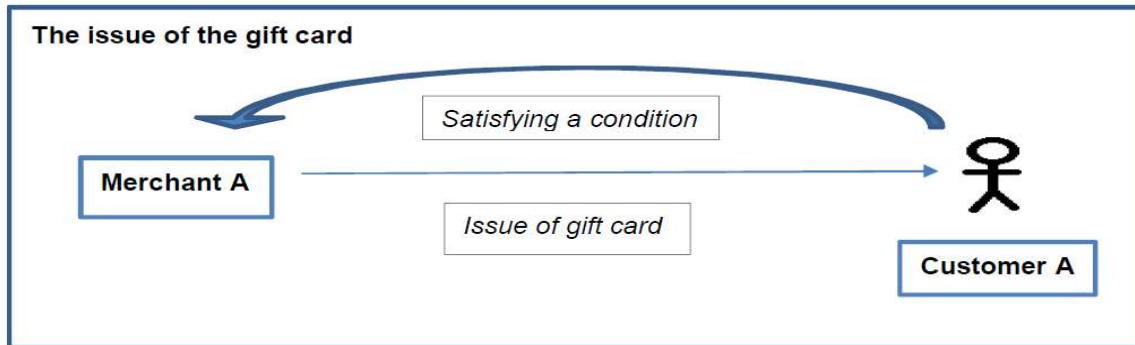 The issue of the gift card
Satisfying a condition
Merchant A
Issue of gift card
Customer A